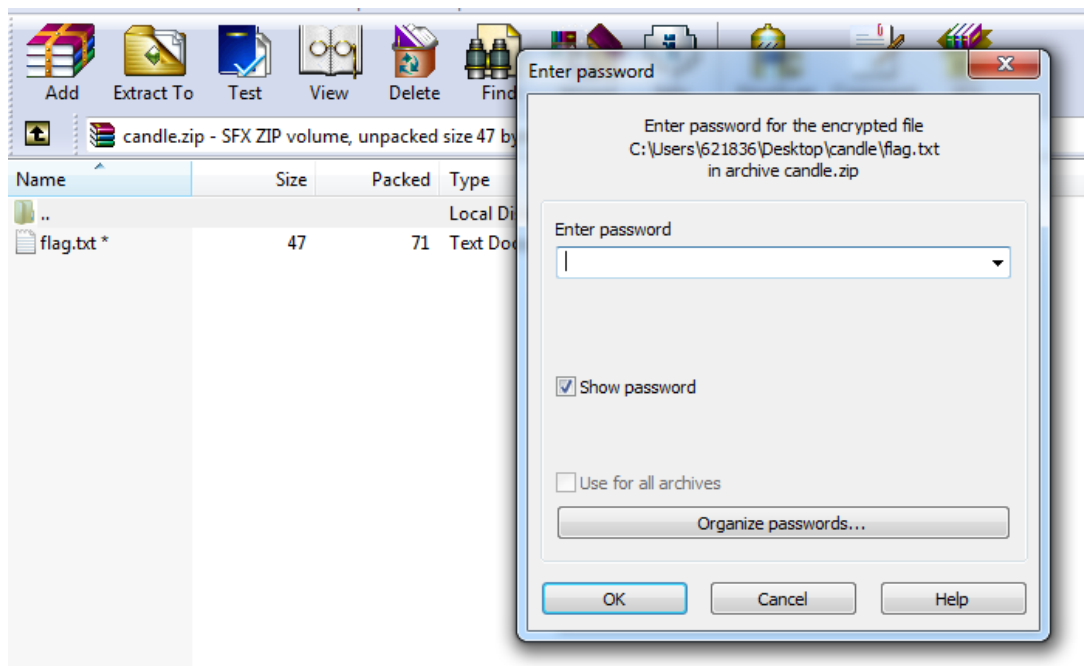 Add Extract To Test View Delete Find
Enter password
candle.zip - SFX ZIP volume, unpacked size 47 by
Enter password for the encrypted file
C:\Users\621836\Desktop\candle\flag.txt
in archive candle.zip
Name Size Packed Type
.. Local Di
flag.txt * 47 71 Text Doc
Enter password
Show password
Use for all archives
Organize passwords...
OK Cancel Help